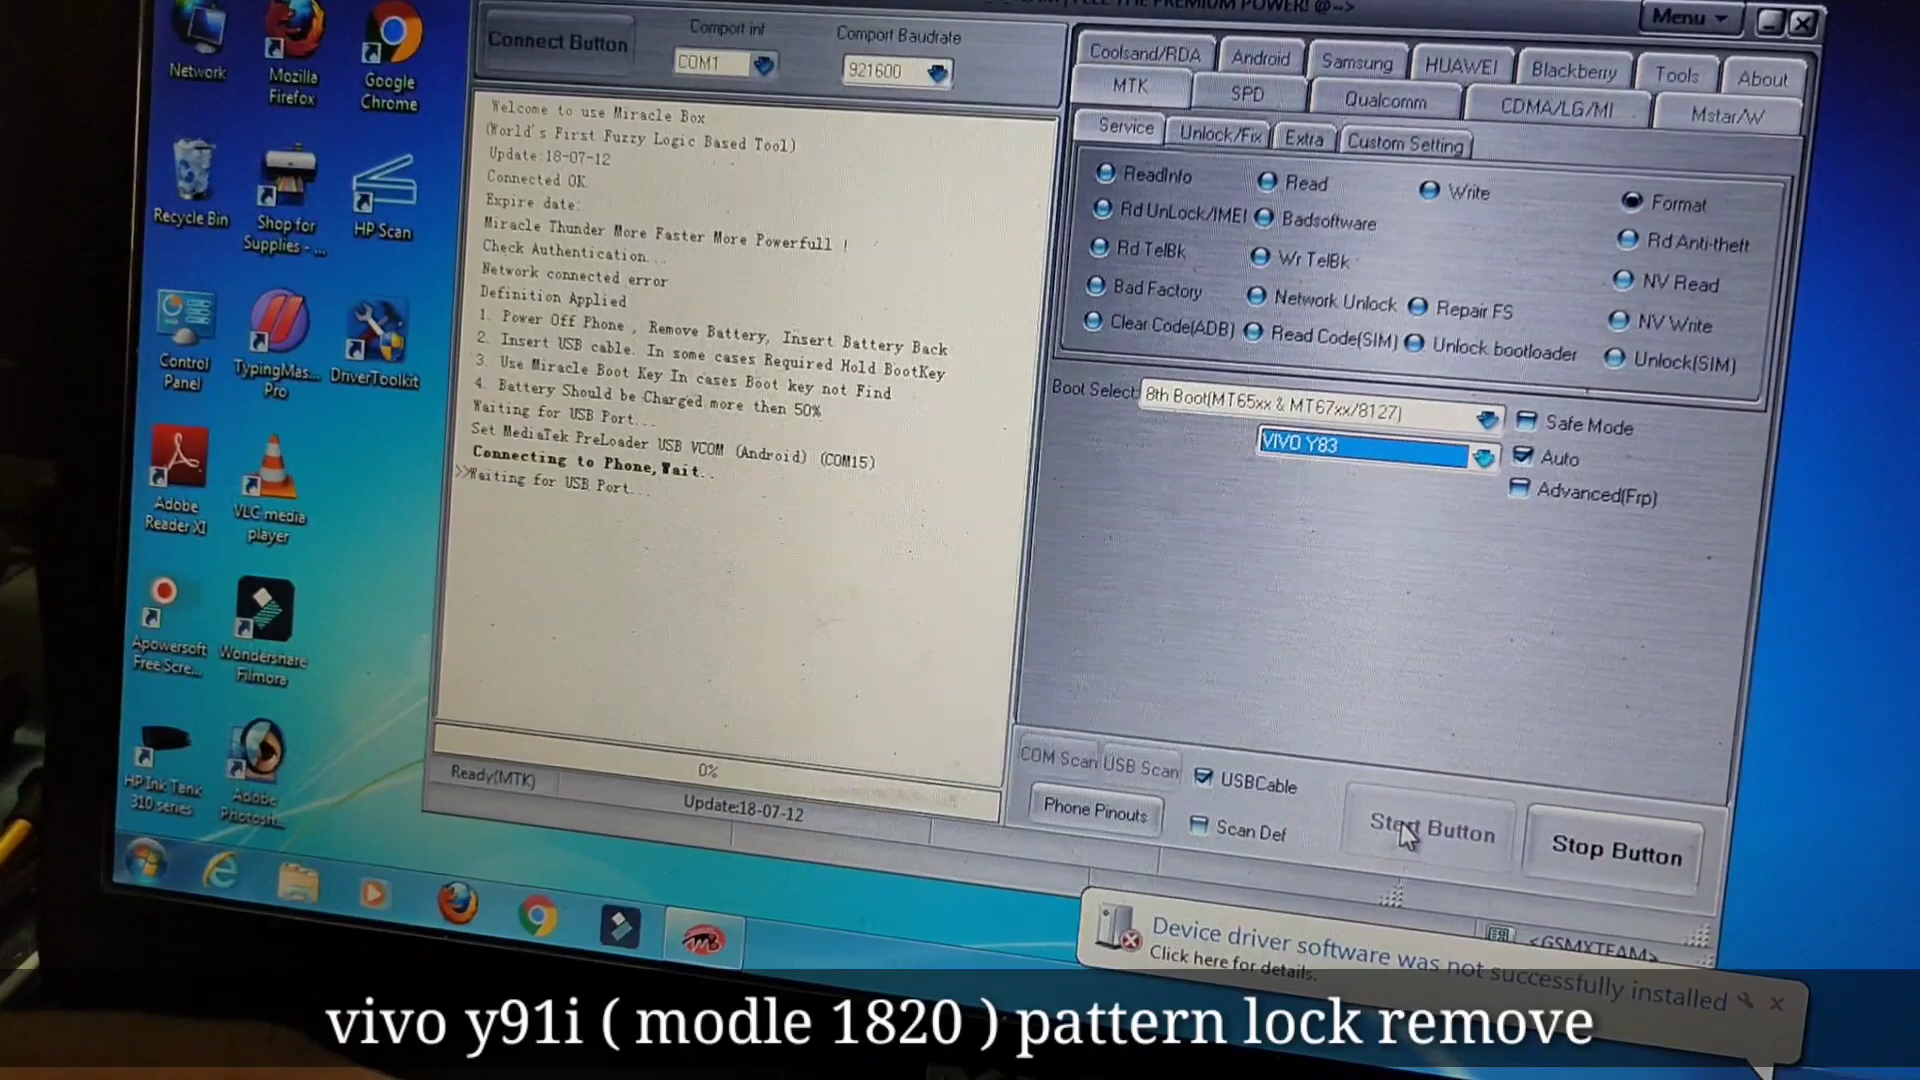 Network
Mozilla
Firefox
Google
Chrome
Recycle Bin
Shop for
Supplies - ...
HP Scan
Control
Panel
TypingMas...
Pro
DriverToolkit
Adobe
Reader XI
VLC media
player
Apowersoft
Free Scre...
Wondershare
Filmora
HP Ink Tank
310 series
Adobe
Photosh...
THE PREMIUM POWER! @-->
Menu
Connect Button
Comport inf
COM1
Comport Baudrate
921600
Welcome to use Miracle Box
(World's First Fuzzy Logic Based Tool)
Update:18-07-12
Connected OK
Expire date:
Miracle Thunder More Faster More Powerfull !
Check Authentication...
Network connected error
Definition Applied
1. Power Off Phone , Remove Battery, Insert Battery Back
2. Insert USB cable. In some cases Required Hold BootKey
3. Use Miracle Boot Key In cases Boot key not Find
4. Battery Should be Charged more then 50%
Waiting for USB Port...
Set MediaTek PreLoader USB VCOM (Android) (COM15)
Connecting to Phone,Wait..
>>Waiting for USB Port...
0%
Ready(MTK)
Update:18-07-12
Coolsand/RDA
Android
Samsung
HUAWEI
Blackberry
Tools
About
MTK
SPD
Qualcomm
CDMA/LG/MI
Mstar/W
Service
Unlock/Fix
Extra
Custom Setting
ReadInfo
Read
Write
Format
Rd UnLock/IMEI
Badsoftware
Rd Anti-theft
Rd TelBk
Wr TelBk
NV Read
Bad Factory
Network Unlock
Repair FS
NV Write
Clear Code(ADB)
Read Code(SIM)
Unlock bootloader
Unlock(SIM)
Boot Select:
8th Boot(MT65xx & MT67xx/8127)
Safe Mode
VIVO Y83
Auto
Advanced(Frp)
COM Scan
USB Scan
USBCable
Phone Pinouts
Scan Def
Start Button
Stop Button
<GSMXTEAM>
Device driver software was not successfully installed
Click here for details.
vivo y91i ( modle 1820 ) pattern lock remove